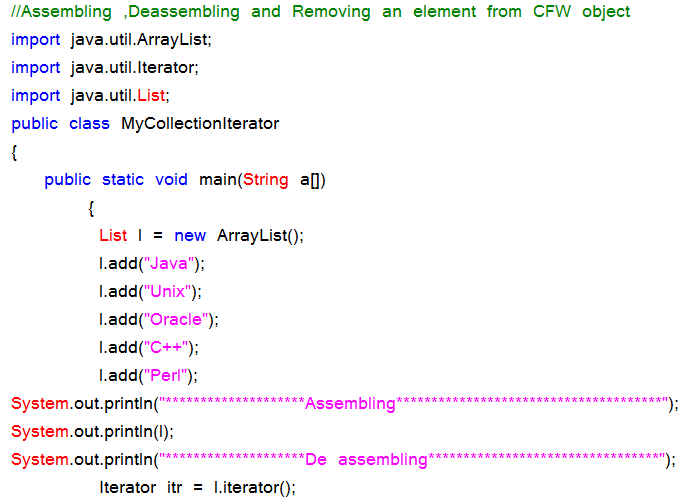 //Assembling ,Deassembling and Removing an element from CFW object
import java.util.ArrayList;
import java.util.Iterator;
import java.util.List;
public class MyCollectionIterator
{
public static void main(String a[])
{
List l = new ArrayList();
l.add("Java");
l.add("Unix");
l.add("Oracle");
l.add("C++");
l.add("Perl");
System.out.println("********************Assembling**************************************");
System.out.println(l);
System.out.println("********************De assembling*********************************");
Iterator itr = l.iterator();